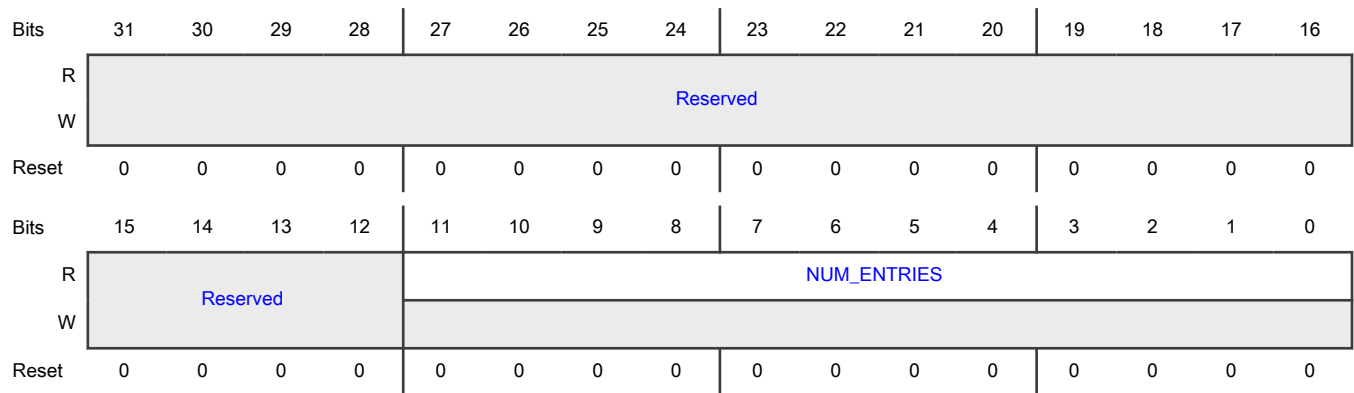 Bits 31 30 29 28 27 26 25 24 23 22 21 20 19 18 17 16
R
Reserved
W
Reset 0 0 0 0 0 0 0 0 0 0 0 0 0 0 0 0
Bits 15 14 13 12 11 10 9 8 7 6 5 4 3 2 1 0
R NUM_ENTRIES
Reserved
W
Reset 0 0 0 0 0 0 0 0 0 0 0 0 0 0 0 0